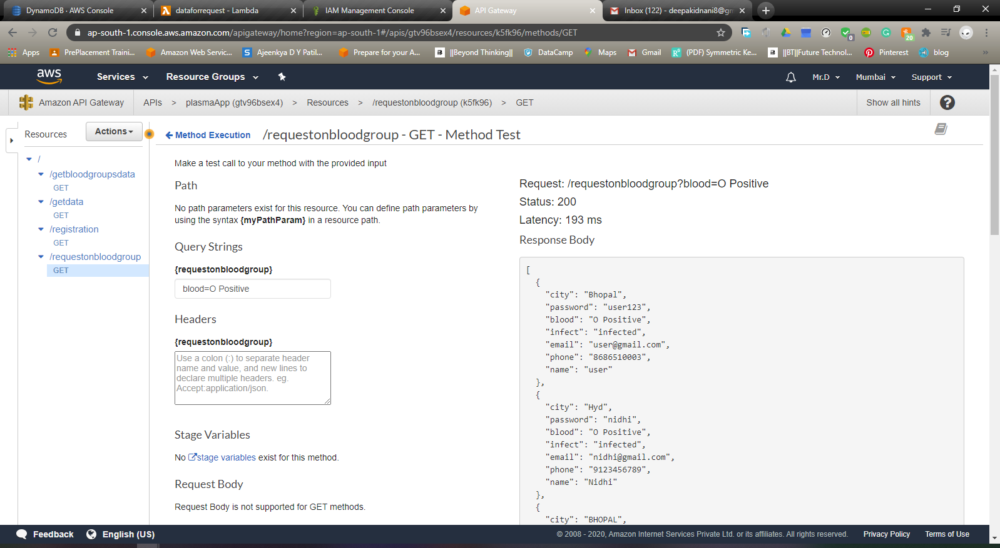 DynamoDB · AWS Console
dataforrequest - Lambda
IAM Management Console
API Gateway
Inbox (122) - deepakidnani8@gm
ap-south-1.console.aws.amazon.com/apigateway/home?region=ap-south-1#/apis/gtv96bsex4/resources/k5fk96/methods/GET
0
20
Apps
PrePlacement Traini...
Amazon Web Servic...
Ajeenkya D Y Patil...
Prepare for your A...
||Beyond Thinking||
DataCamp
Maps
Gmail
(PDF) Symmetric Ke...
||BT||Future Technol...
Pinterest
blog
»
aws
Services
Resource Groups
Mr.D
Mumbai
Support
Amazon API Gateway
APIs > plasmaApp (gtv96bsex4) > Resources > /requestonbloodgroup (k5fk96) > GET
Show all hints
?
Resources
Actions
Method Execution
/requestonbloodgroup - GET - Method Test
/
/getbloodgroupsdata
GET
/getdata
GET
/registration
GET
/requestonbloodgroup
GET
Make a test call to your method with the provided input
Path
No path parameters exist for this resource. You can define path parameters by
using the syntax {myPathParam} in a resource path.
Query Strings
{requestonbloodgroup}
blood=O Positive
Headers
{requestonbloodgroup}
Use a colon (:) to separate header
name and value, and new lines to
declare multiple headers. eg.
Accept:application/json.
Stage Variables
No stage variables exist for this method.
Request Body
Request Body is not supported for GET methods.
Request: /requestonbloodgroup?blood=O Positive
Status: 200
Latency: 193 ms
Response Body
[
{
"city": "Bhopal",
"password": "user123",
"blood": "O Positive",
"infect": "infected",
"email": "user@gmail.com",
"phone": "8686510003",
"name": "user"
},
{
"city": "Hyd",
"password": "nidhi",
"blood": "O Positive",
"infect": "infected",
"email": "nidhi@gmail.com",
"phone": "9123456789",
"name": "Nidhi"
},
{
"city": "BHOPAL",
Feedback
English (US)
© 2008 - 2020, Amazon Internet Services Private Ltd. or its affiliates. All rights reserved.
Privacy Policy
Terms of Use